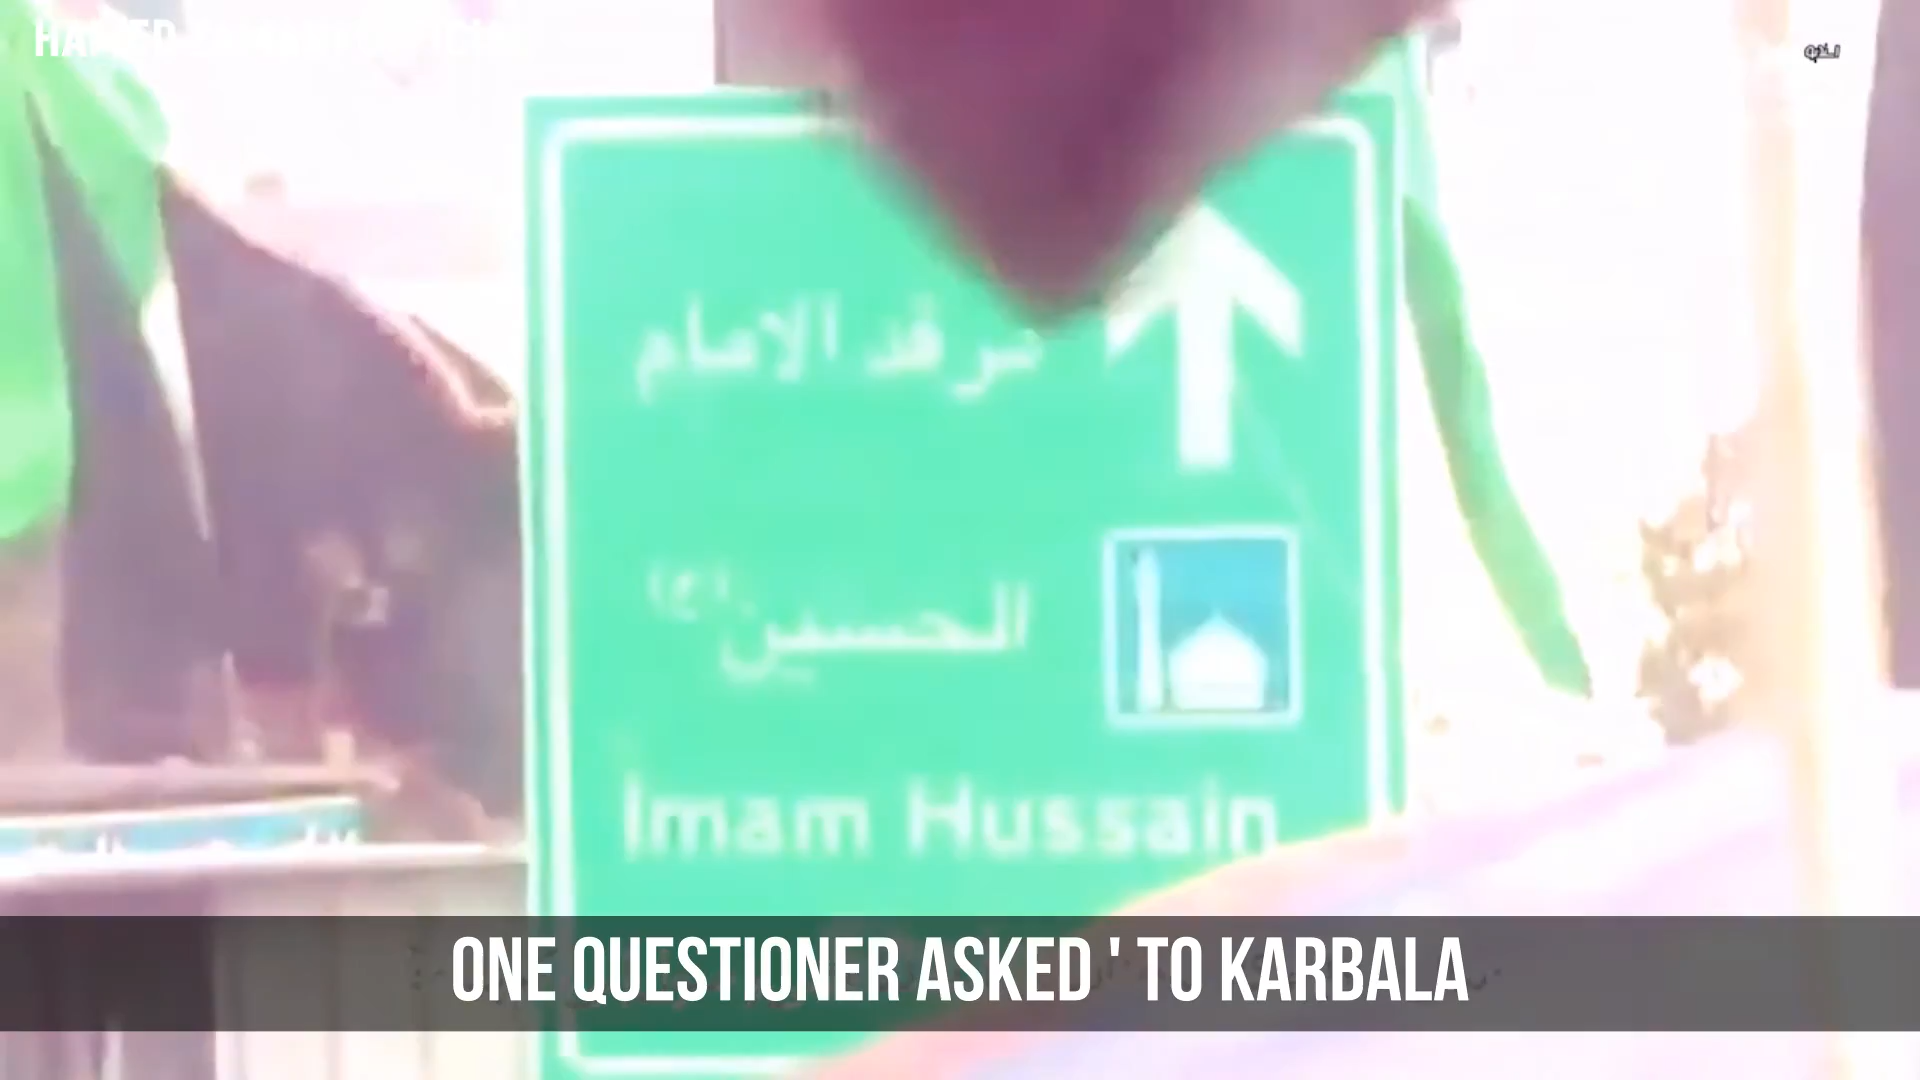 مرقد الامام
الحسين (ع)
Imam Hussain
ONE QUESTIONER ASKED ' TO KARBALA